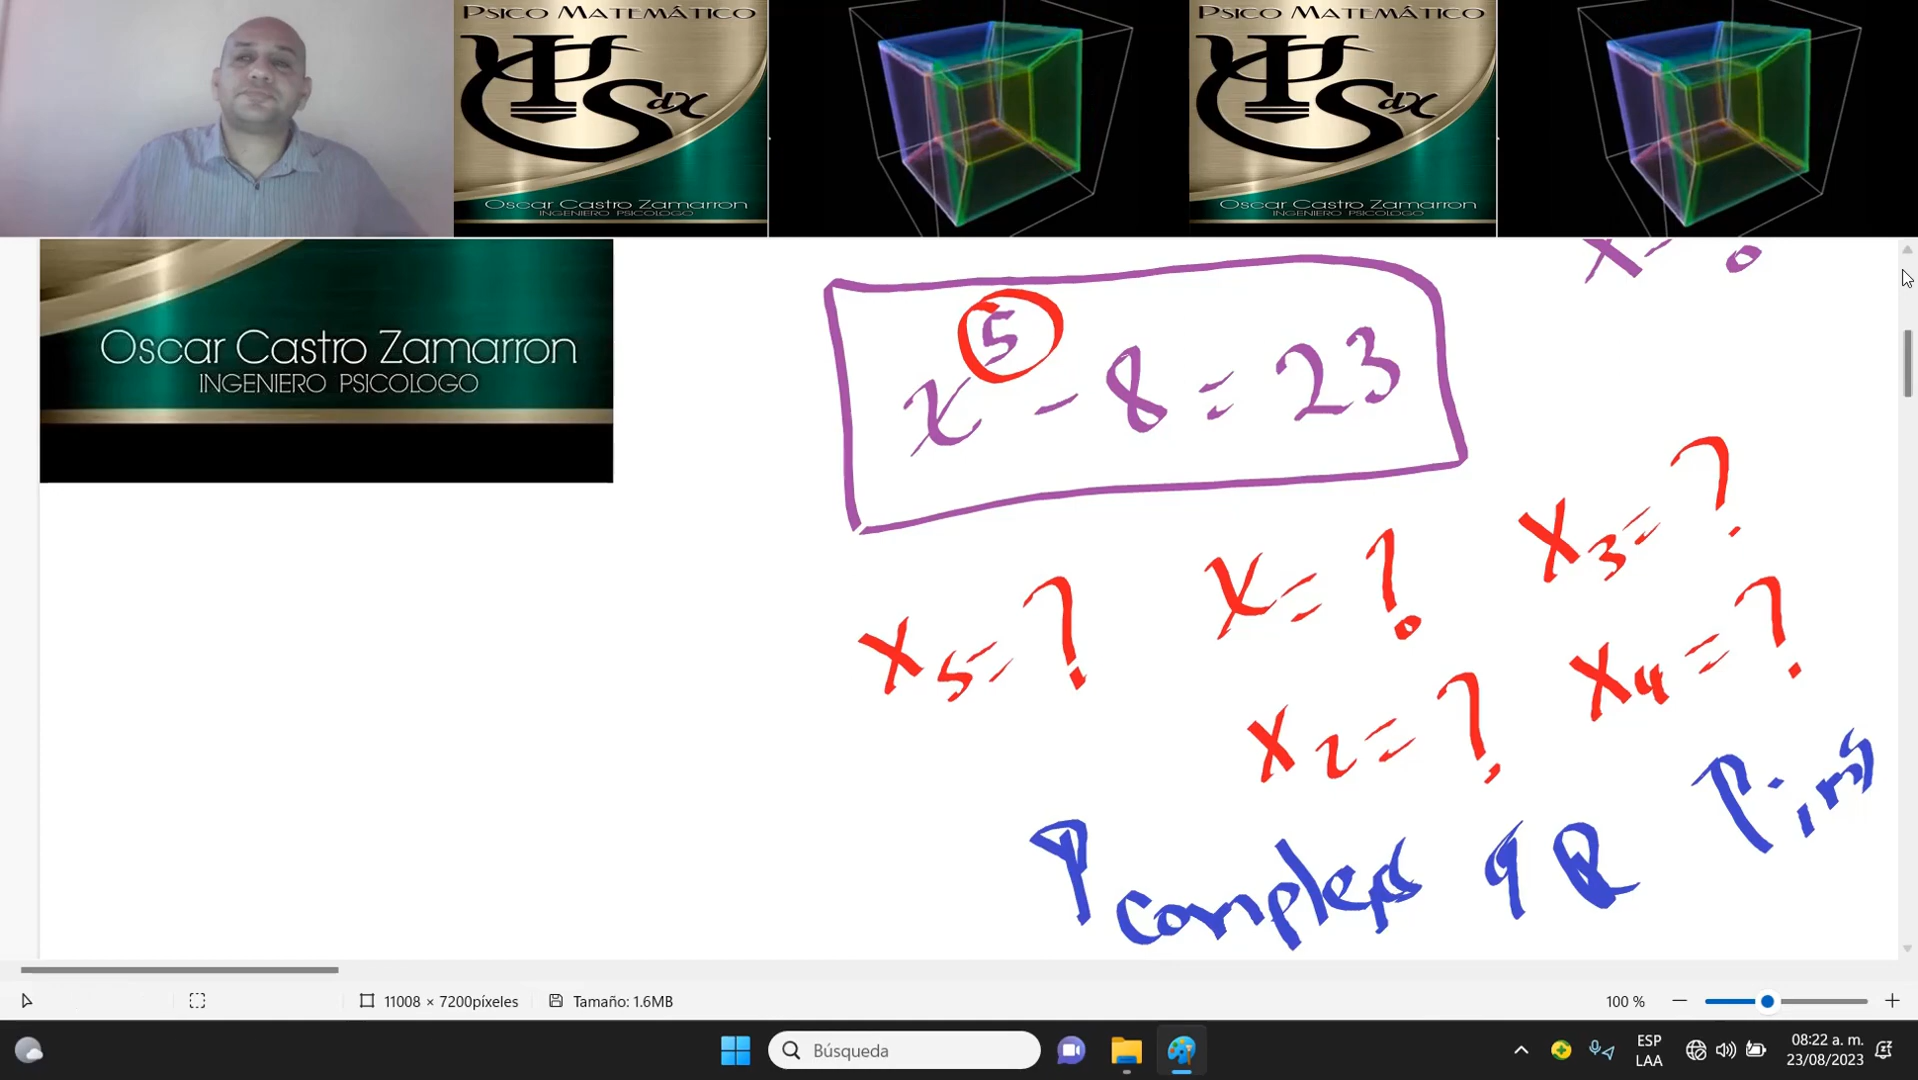 PSICO MATEMÁTICO
dx
Oscar Castro Zamarron
INGENIERO PSICOLOGO
PSICO MATEMÁTICO
dx
Oscar Castro Zamarron
INGENIERO PSICOLOGO
Oscar Castro Zamarron
INGENIERO PSICOLOGO
x⁵ - 8 = 23
x₃ = ?
x = ?
x₅ = ?
x₄ = ?
x₂ = ?
11008 × 7200píxeles
Tamaño: 1.6MB
100 %
Búsqueda
ESP
LAA
08:22 a. m.
23/08/2023